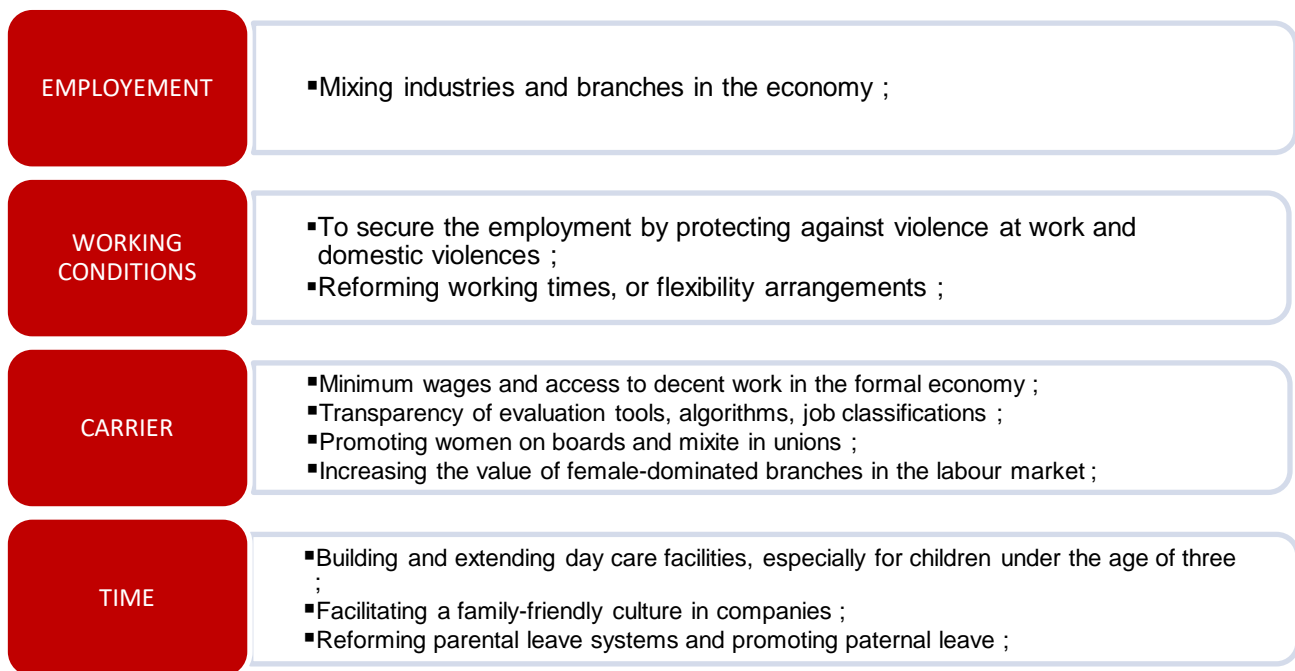 EMPLOYEMENT
▪Mixing industries and branches in the economy ;
WORKING
CONDITIONS
▪To secure the employment by protecting against violence at work and
domestic violences ;
▪Reforming working times, or flexibility arrangements ;
CARRIER
▪Minimum wages and access to decent work in the formal economy ;
▪Transparency of evaluation tools, algorithms, job classifications ;
▪Promoting women on boards and mixite in unions ;
▪Increasing the value of female-dominated branches in the labour market ;
TIME
▪Building and extending day care facilities, especially for children under the age of three
;
▪Facilitating a family-friendly culture in companies ;
▪Reforming parental leave systems and promoting paternal leave ;